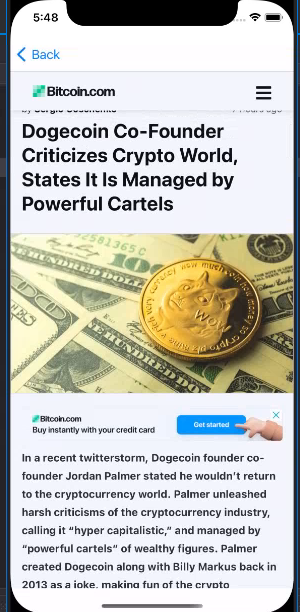 5:48
Back
Bitcoin.com
by Sergio Goschenko
7 hours ago
Dogecoin Co-Founder
Criticizes Crypto World,
States It Is Managed by
Powerful Cartels
WOW
Bitcoin.com
Buy instantly with your credit card
Get started
In a recent twitterstorm, Dogecoin founder co-
founder Jordan Palmer stated he wouldn't return
to the cryptocurrency world. Palmer unleashed
harsh criticisms of the cryptocurrency industry,
calling it “hyper capitalistic,” and managed by
“powerful cartels” of wealthy figures. Palmer
created Dogecoin along with Billy Markus back in
2013 as a joke, making fun of the crypto